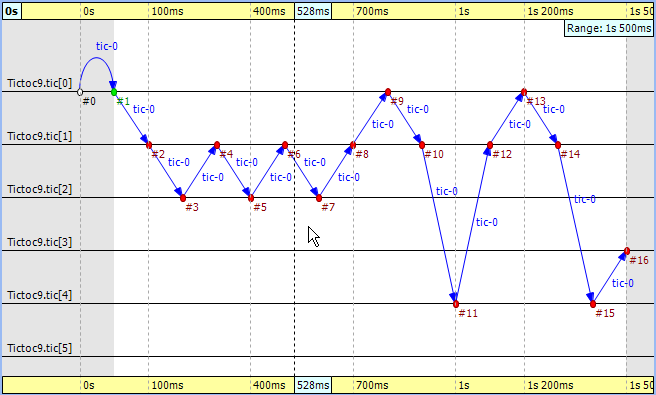 0s 0s 100ms 400ms 528ms 700ms 1s 1s 200ms 1s 50
Range: 1s 500ms
tic-0
Tictoc9.tic[0]
#0 #1 #9 #13
tic-0 tic-0 tic-0 tic-0
Tictoc9.tic[1]
#2 #4 #6 #8 #10 #12 #14
tic-0 tic-0 tic-0
tic-0 tic-0 tic-0
Tictoc9.tic[2]
tic-0 tic-0
#3 #5 #7
tic-0
Tictoc9.tic[3]
#16
tic-0
Tictoc9.tic[4]
#11 #15
Tictoc9.tic[5]
0s 100ms 400ms 528ms 700ms 1s 1s 200ms 1s 50